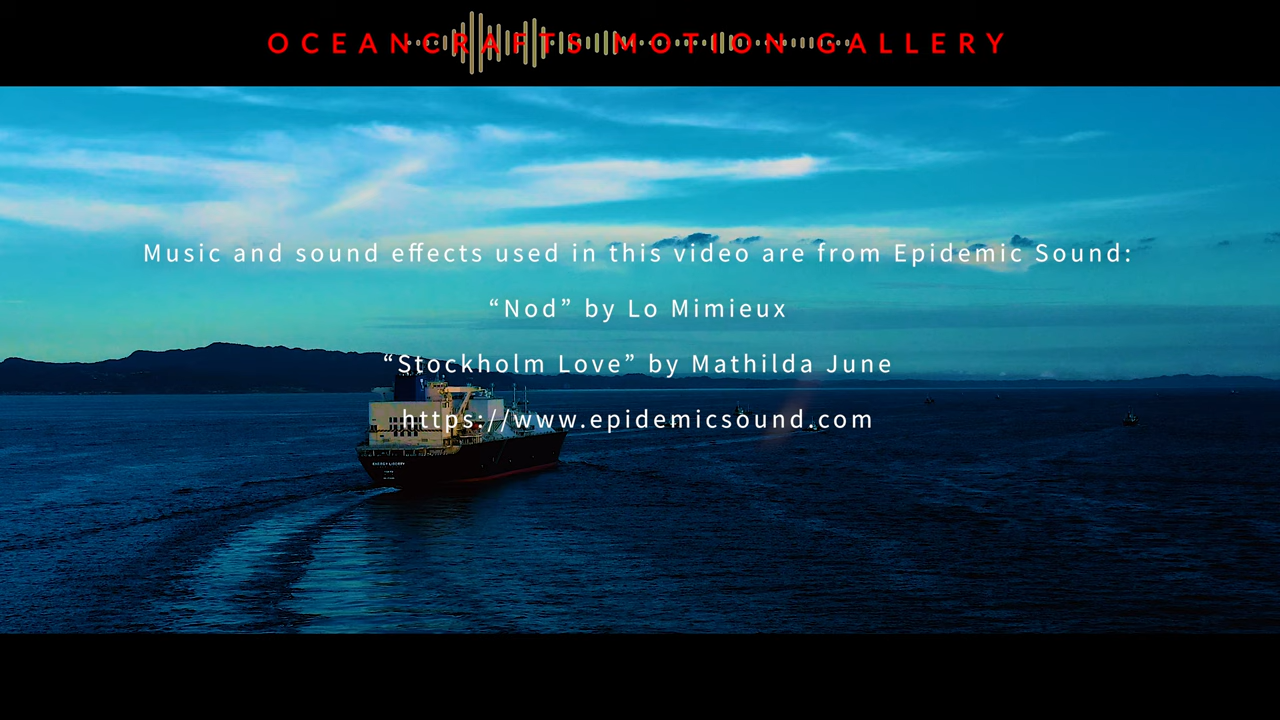 OCEANCRAFTS MOTION GALLERY
Music and sound effects used in this video are from Epidemic Sound:
“Nod” by Lo Mimieux
“Stockholm Love” by Mathilda June
https://www.epidemicsound.com